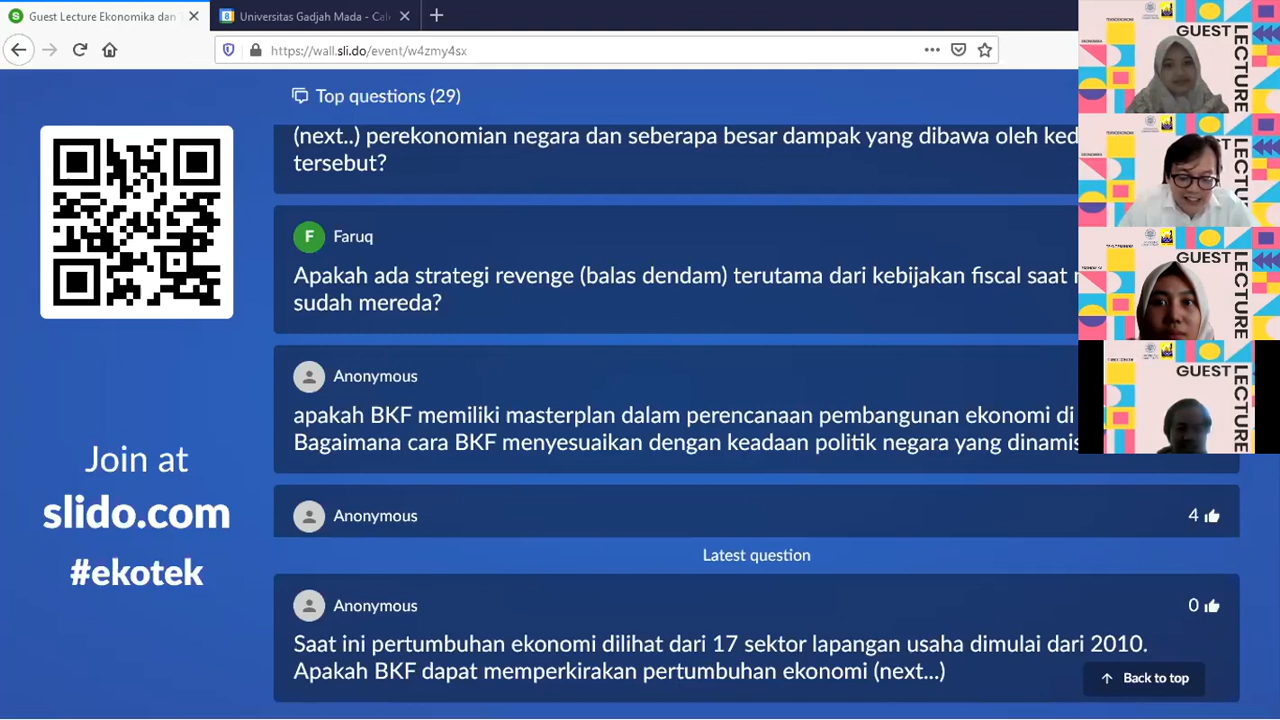 Guest Lecture Ekonomika dan
Universitas Gadjah Mada - Cal
https://wall.sli.do/event/w4zmy4sx
GUEST
LECTURE
Top questions (29)
(next..) perekonomian negara dan seberapa besar dampak yang dibawa oleh ked
tersebut?
F
Faruq
Apakah ada strategi revenge (balas dendam) terutama dari kebijakan fiscal saat
sudah mereda?
Anonymous
apakah BKF memiliki masterplan dalam perencanaan pembangunan ekonomi di
Bagaimana cara BKF menyesuaikan dengan keadaan politik negara yang dinamis
Anonymous
4
Latest question
Anonymous
0
Saat ini pertumbuhan ekonomi dilihat dari 17 sektor lapangan usaha dimulai dari 2010.
Apakah BKF dapat memperkirakan pertumbuhan ekonomi (next...)
Back to top
Join at
slido.com
#ekotek
LECTURE
GUEST
LECTURE
GUEST
LECTURE